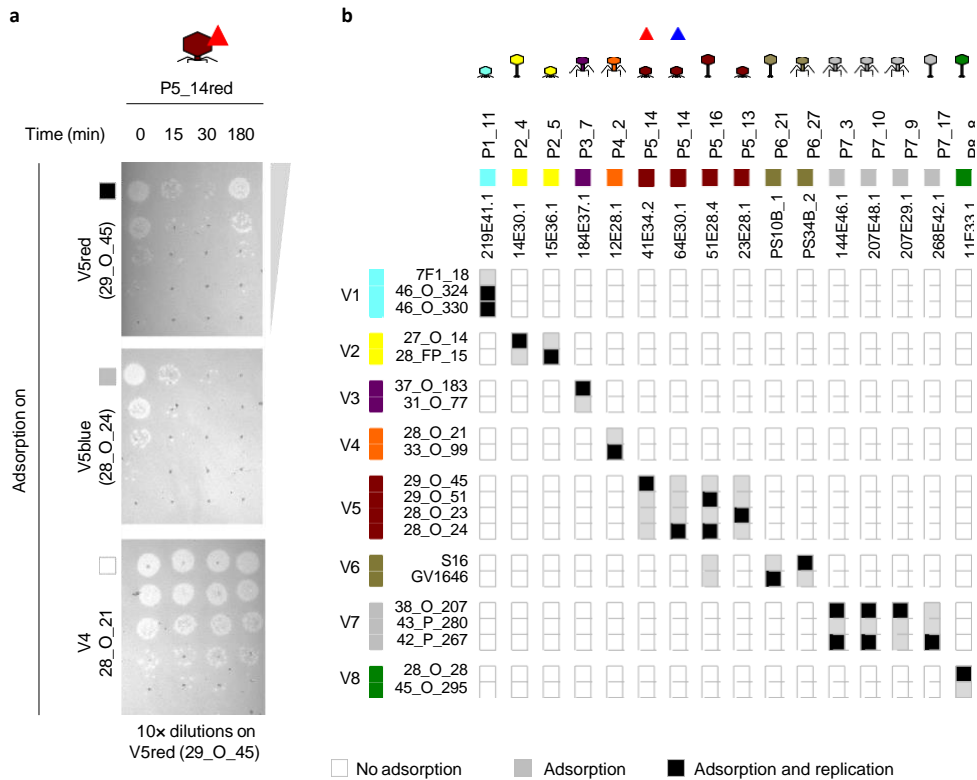 a
P5_14red
Time (min) 0 15 30 180
Adsorption on
V5red
(29_O_45)
V5blue
(28_O_24)
V4
28_O_21
10× dilutions on
V5red (29_O_45)
b
P1_11 P2_4 P2_5 P3_7 P4_2 P5_14 P5_14 P5_16 P5_13 P6_21 P6_27 P7_3 P7_10 P7_9 P7_17 P8_8
219E41.1 14E30.1 15E36.1 184E37.1 12E28.1 41E34.2 64E30.1 51E28.4 23E28.1 PS10B_1 PS34B_2 144E46.1 207E48.1 207E29.1 268E42.1 11E33.1
V1
7F1_18
46_O_324
46_O_330
V2
27_O_14
28_FP_15
V3
37_O_183
31_O_77
V4
28_O_21
33_O_99
V5
29_O_45
29_O_51
28_O_23
28_O_24
V6
S16
GV1646
V7
38_O_207
43_P_280
42_P_267
V8
28_O_28
45_O_295
No adsorption
Adsorption
Adsorption and replication